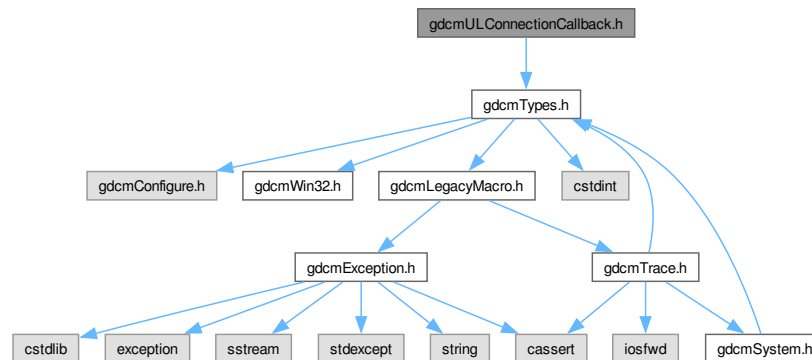 gdcmULConnectionCallback.h
gdcmTypes.h
gdcmConfigure.h
gdcmWin32.h
gdcmLegacyMacro.h
cstdint
gdcmException.h
gdcmTrace.h
cstdlib
exception
sstream
stdexcept
string
cassert
iosfwd
gdcmSystem.h